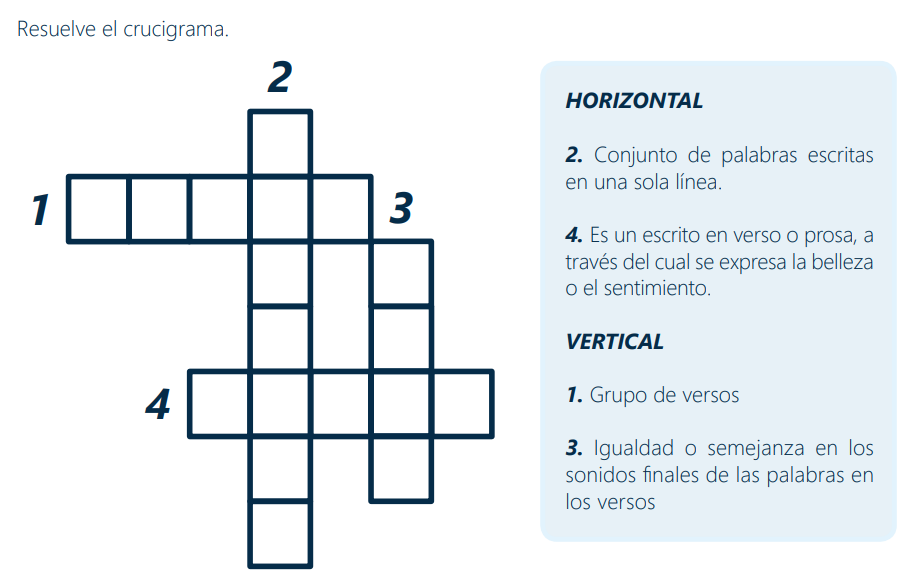 Resuelve el crucigrama.
2
1
3
4
HORIZONTAL
2. Conjunto de palabras escritas
en una sola línea.
4. Es un escrito en verso o prosa, a
través del cual se expresa la belleza
o el sentimiento.
VERTICAL
1. Grupo de versos
3. Igualdad o semejanza en los
sonidos finales de las palabras en
los versos